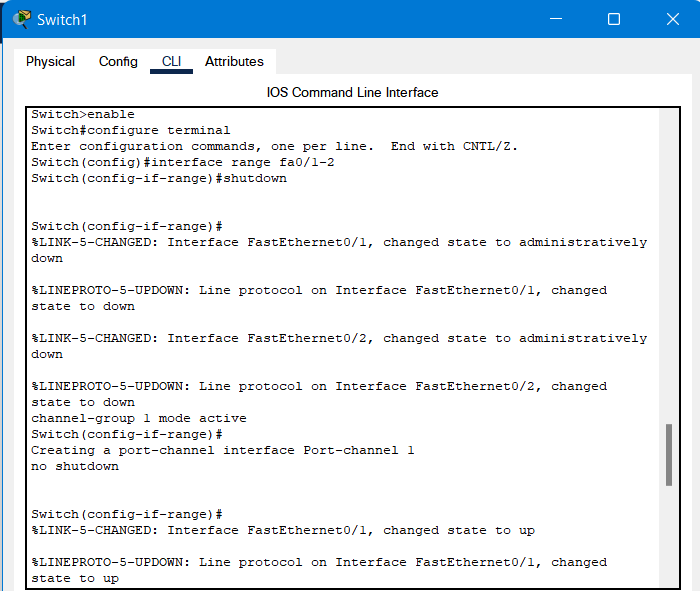 Switch1
Physical Config CLI Attributes
IOS Command Line Interface
Switch>enable
Switch#configure terminal
Enter configuration commands, one per line.  End with CNTL/Z.
Switch(config)#interface range fa0/1-2
Switch(config-if-range)#shutdown
Switch(config-if-range)#
%LINK-5-CHANGED: Interface FastEthernet0/1, changed state to administratively
down
%LINEPROTO-5-UPDOWN: Line protocol on Interface FastEthernet0/1, changed
state to down
%LINK-5-CHANGED: Interface FastEthernet0/2, changed state to administratively
down
%LINEPROTO-5-UPDOWN: Line protocol on Interface FastEthernet0/2, changed
state to down
channel-group 1 mode active
Switch(config-if-range)#
Creating a port-channel interface Port-channel 1
no shutdown
Switch(config-if-range)#
%LINK-5-CHANGED: Interface FastEthernet0/1, changed state to up
%LINEPROTO-5-UPDOWN: Line protocol on Interface FastEthernet0/1, changed
state to up